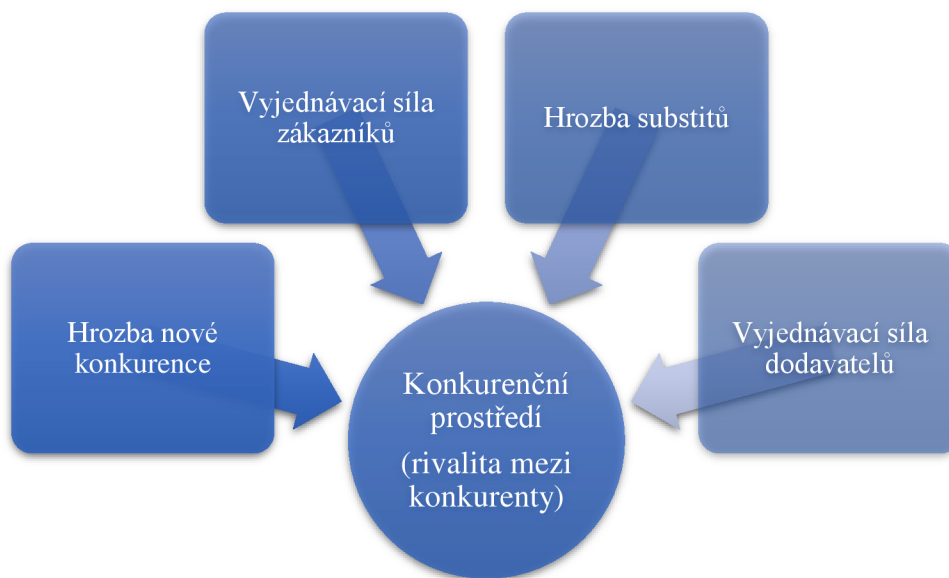 Vyjednávací síla
zákazníků
Hrozba substitů
Hrozba nové
konkurence
Vyjednávací síla
dodavatelů
Konkurenční
prostředí
(rivalita mezi
konkurenty)